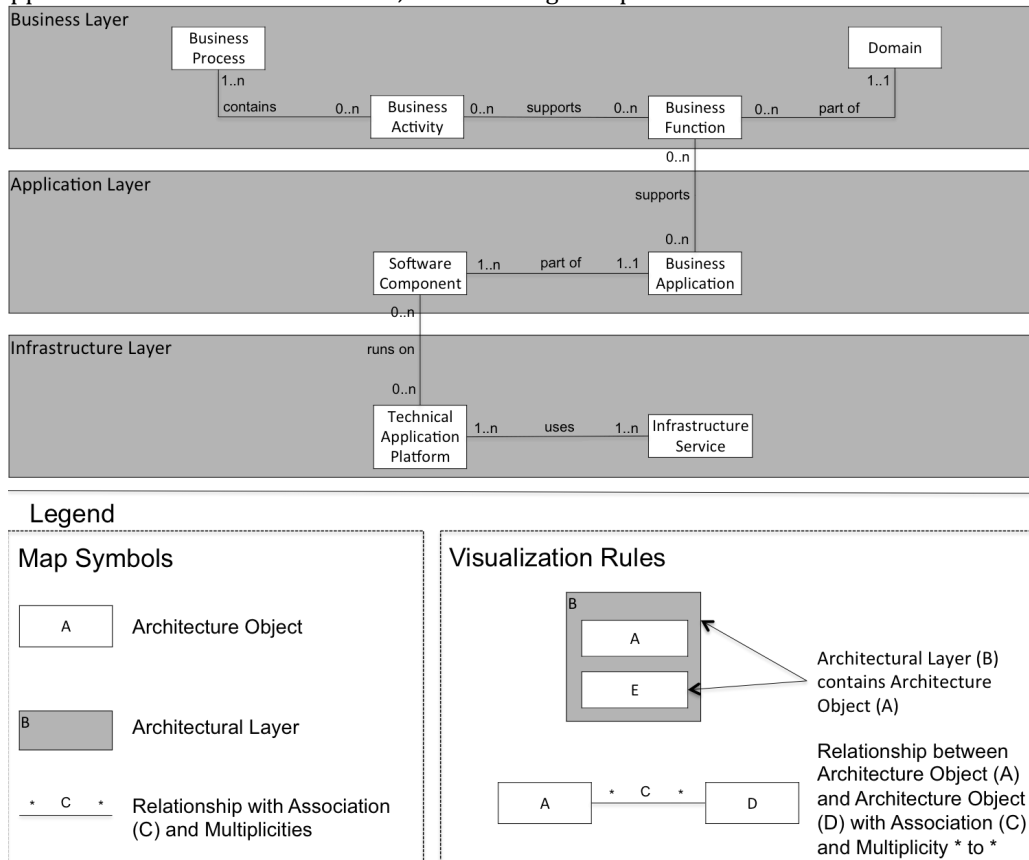 Business Layer
Business
Process
Domain
1..n
1..1
contains
0..n
Business
Activity
0..n
supports
0..n
Business
Function
0..n
part of
0..n
Application Layer
supports
0..n
Software
Component
1..n
part of
1..1
Business
Application
0..n
Infrastructure Layer
runs on
0..n
Technical
Application
Platform
1..n
uses
1..n
Infrastructure
Service
Legend
Map Symbols
A
Architecture Object
B
Architectural Layer
* C *
Relationship with Association
(C) and Multiplicities
Visualization Rules
B
A
E
Architectural Layer (B)
contains Architecture
Object (A)
A
* C *
D
Relationship between
Architecture Object (A)
and Architecture Object
(D) with Association (C)
and Multiplicity * to *